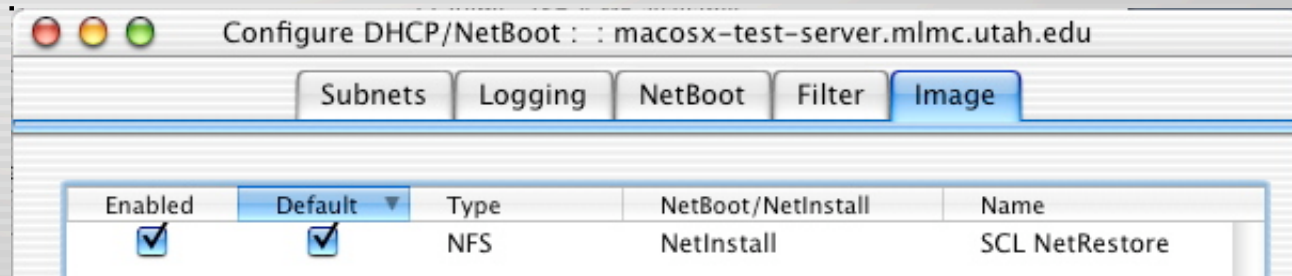 Configure DHCP/NetBoot : : macosx-test-server.mlmc.utah.edu
Subnets Logging NetBoot Filter Image
Enabled Default Type NetBoot/NetInstall Name
NFS NetInstall SCL NetRestore